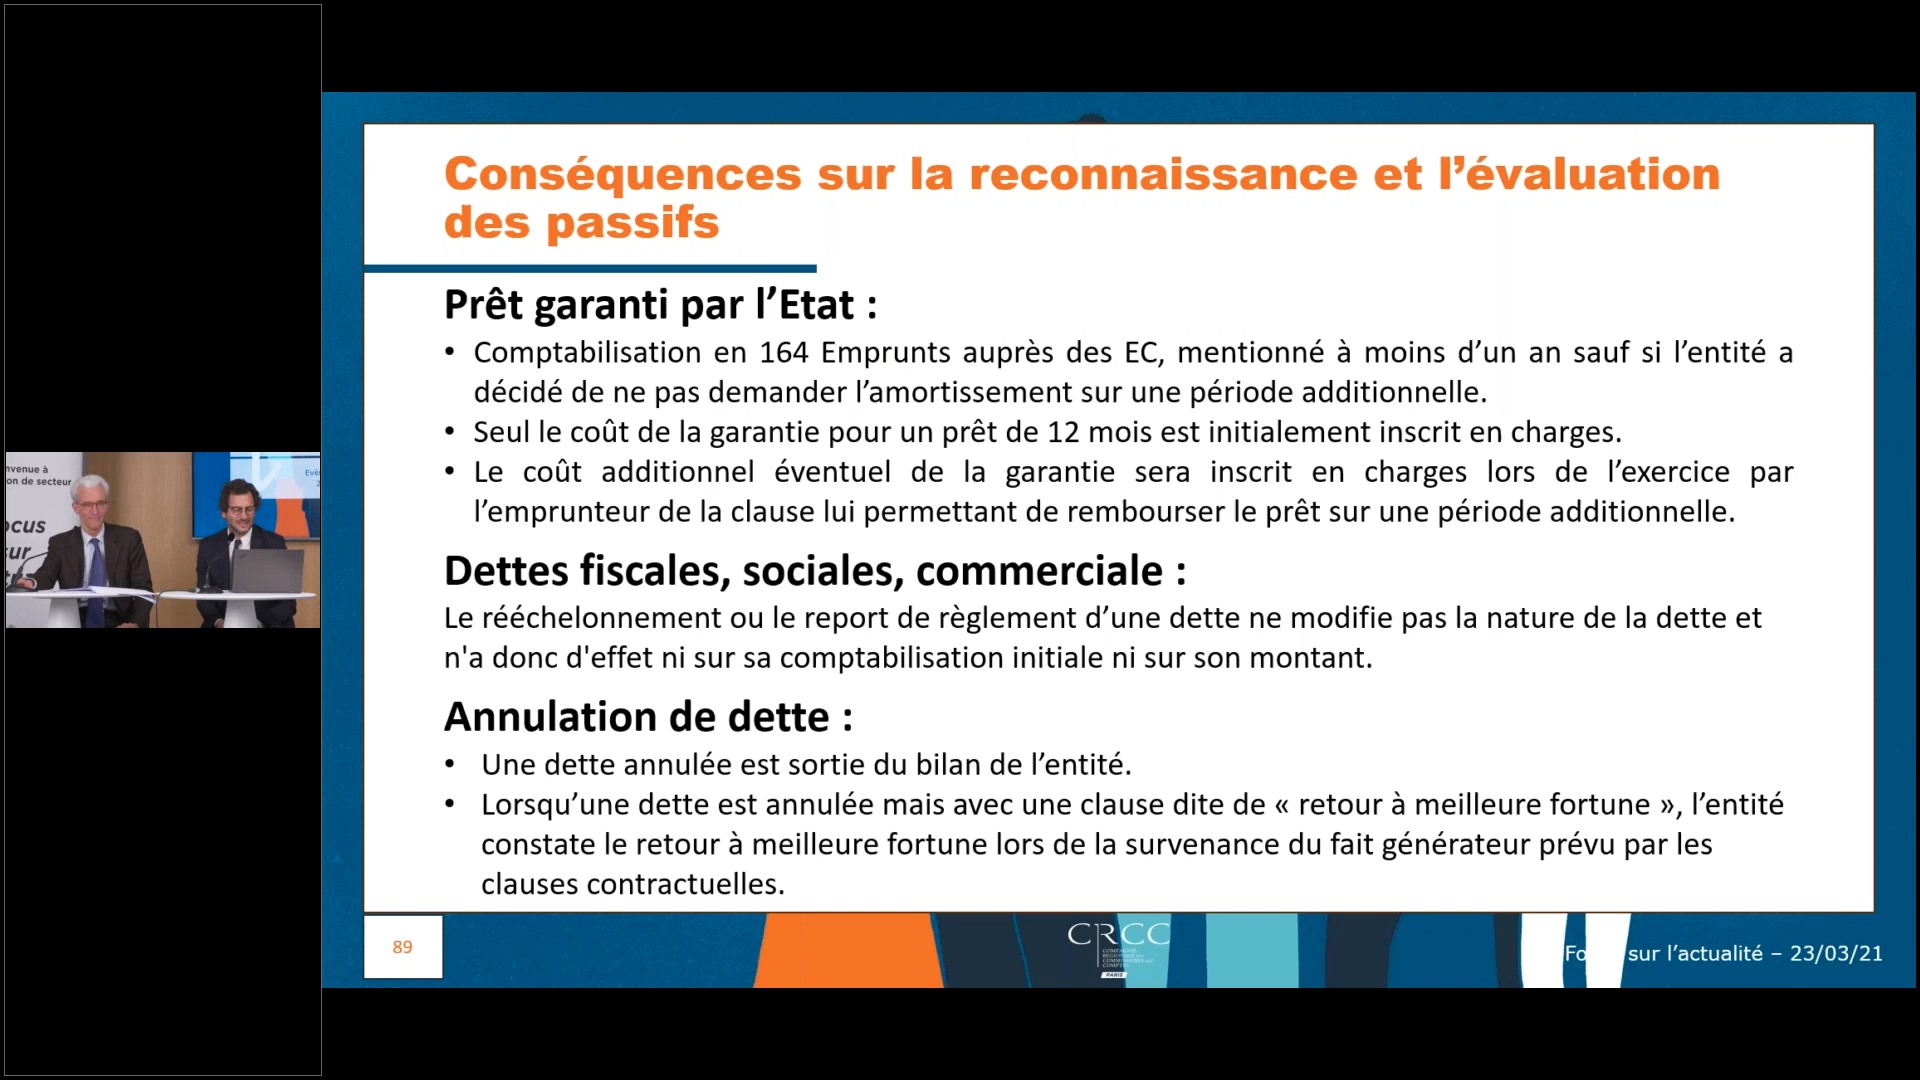 nvenue à
on de secteur
ocus
sur
Conséquences sur la reconnaissance et l’évaluation
des passifs
Prêt garanti par l’Etat :
• Comptabilisation en 164 Emprunts auprès des EC, mentionné à moins d’un an sauf si l’entité a
décidé de ne pas demander l’amortissement sur une période additionnelle.
• Seul le coût de la garantie pour un prêt de 12 mois est initialement inscrit en charges.
• Le coût additionnel éventuel de la garantie sera inscrit en charges lors de l’exercice par
l’emprunteur de la clause lui permettant de rembourser le prêt sur une période additionnelle.
Dettes fiscales, sociales, commerciale :
Le rééchelonnement ou le report de règlement d’une dette ne modifie pas la nature de la dette et
n'a donc d'effet ni sur sa comptabilisation initiale ni sur son montant.
Annulation de dette :
• Une dette annulée est sortie du bilan de l’entité.
• Lorsqu’une dette est annulée mais avec une clause dite de « retour à meilleure fortune », l’entité
constate le retour à meilleure fortune lors de la survenance du fait générateur prévu par les
clauses contractuelles.
89
CRCC
PARIS
Fo sur l’actualité – 23/03/21